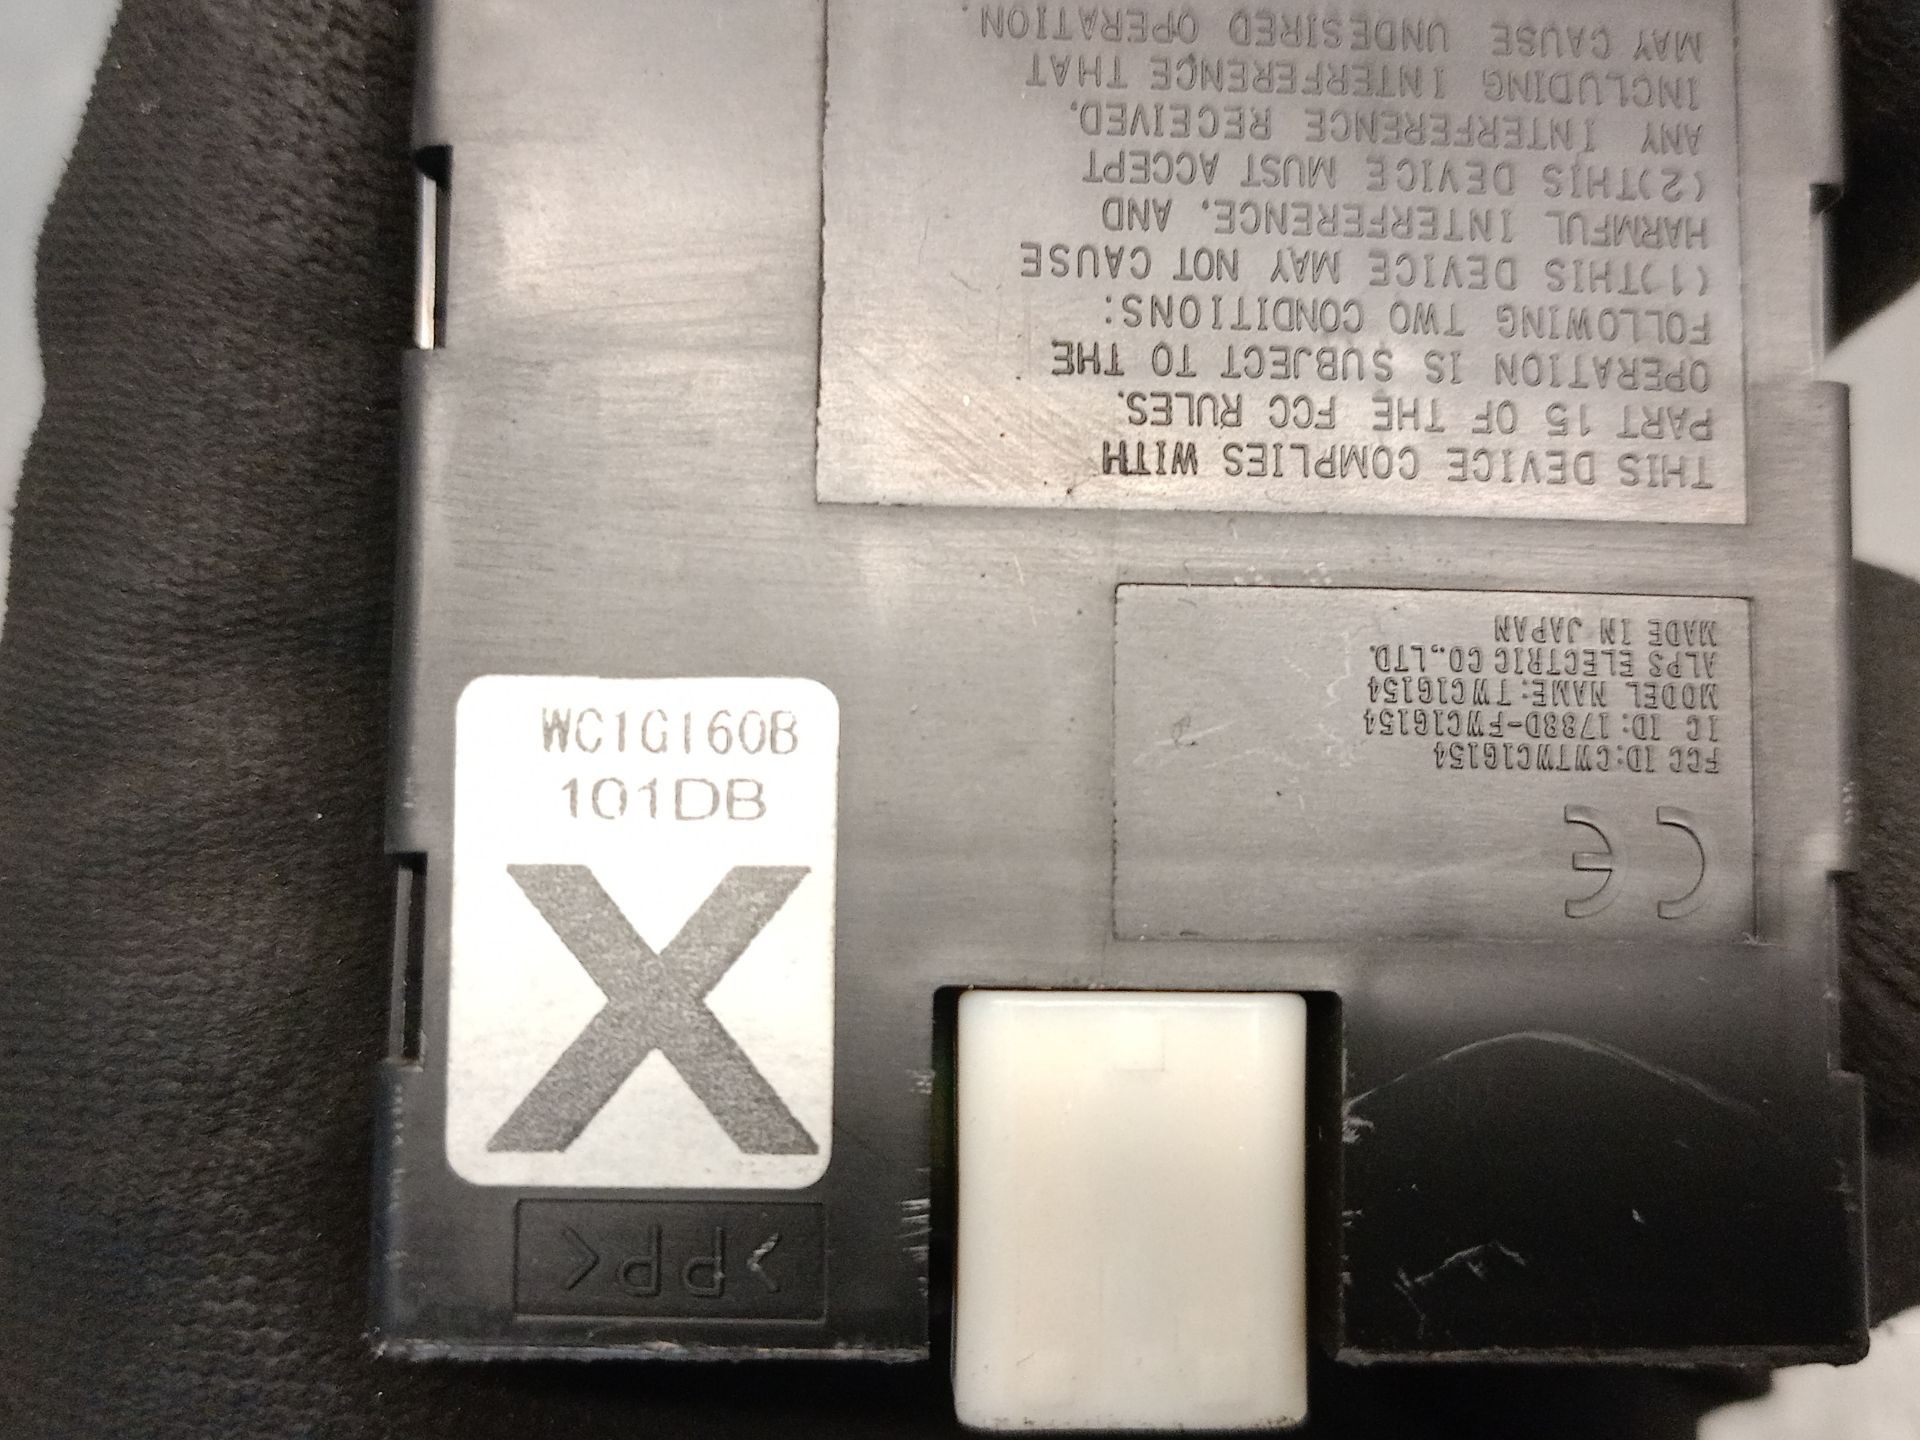 WC1G160B
101DB
X
>PP<
CE
FCC ID:CWTWC1G154
IC ID:1788D-FWC1G154
MODEL NAME:TWC1G154
ALPS ELECTRIC CO.,LTD.
MADE IN JAPAN
THIS DEVICE COMPLIES WITH
PART 15 OF THE FCC RULES.
OPERATION IS SUBJECT TO THE
FOLLOWING TWO CONDITIONS:
(1)THIS DEVICE MAY NOT CAUSE
HARMFUL INTERFERENCE, AND
(2)THIS DEVICE MUST ACCEPT
ANY INTERFERENCE RECEIVED,
INCLUDING INTERFERENCE THAT
MAY CAUSE UNDESIRED OPERATION.